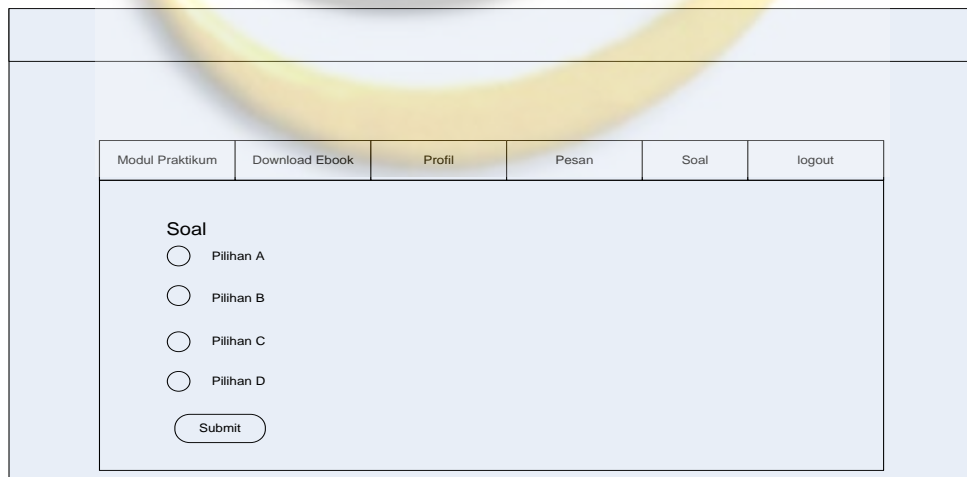 Modul Praktikum Download Ebook Profil Pesan Soal logout
Soal
Pilihan A
Pilihan B
Pilihan C
Pilihan D
Submit